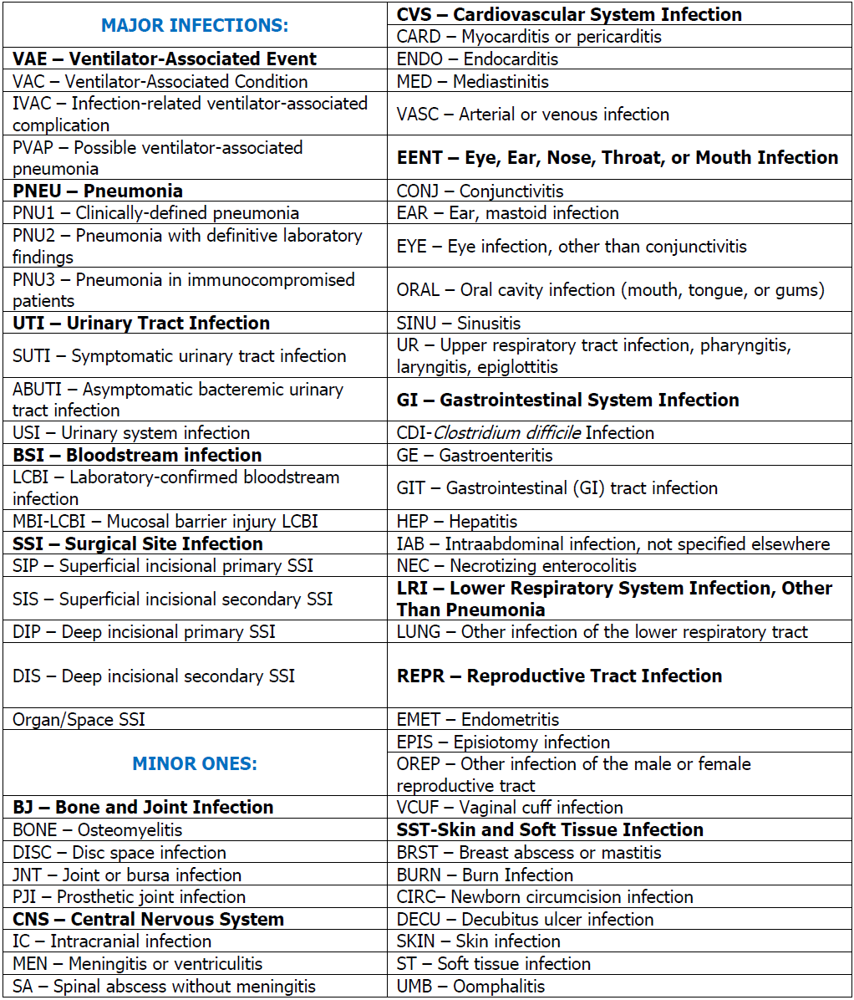 MAJOR INFECTIONS:
VAE – Ventilator-Associated Event
VAC – Ventilator-Associated Condition
IVAC – Infection-related ventilator-associated
complication
PVAP – Possible ventilator-associated
pneumonia
PNEU – Pneumonia
PNU1 – Clinically-defined pneumonia
PNU2 – Pneumonia with definitive laboratory
findings
PNU3 – Pneumonia in immunocompromised
patients
UTI – Urinary Tract Infection
SUTI – Symptomatic urinary tract infection
ABUTI – Asymptomatic bacteremic urinary
tract infection
USI – Urinary system infection
BSI – Bloodstream infection
LCBI – Laboratory-confirmed bloodstream
infection
MBI-LCBI – Mucosal barrier injury LCBI
SSI – Surgical Site Infection
SIP – Superficial incisional primary SSI
SIS – Superficial incisional secondary SSI
DIP – Deep incisional primary SSI
DIS – Deep incisional secondary SSI
Organ/Space SSI
MINOR ONES:
BJ – Bone and Joint Infection
BONE – Osteomyelitis
DISC – Disc space infection
JNT – Joint or bursa infection
PJI – Prosthetic joint infection
CNS – Central Nervous System
IC – Intracranial infection
MEN – Meningitis or ventriculitis
SA – Spinal abscess without meningitis
CVS – Cardiovascular System Infection
CARD – Myocarditis or pericarditis
ENDO – Endocarditis
MED – Mediastinitis
VASC – Arterial or venous infection
EENT – Eye, Ear, Nose, Throat, or Mouth Infection
CONJ – Conjunctivitis
EAR – Ear, mastoid infection
EYE – Eye infection, other than conjunctivitis
ORAL – Oral cavity infection (mouth, tongue, or gums)
SINU – Sinusitis
UR – Upper respiratory tract infection, pharyngitis,
laryngitis, epiglottitis
GI – Gastrointestinal System Infection
CDI-Clostridium difficile Infection
GE – Gastroenteritis
GIT – Gastrointestinal (GI) tract infection
HEP – Hepatitis
IAB – Intraabdominal infection, not specified elsewhere
NEC – Necrotizing enterocolitis
LRI – Lower Respiratory System Infection, Other
Than Pneumonia
LUNG – Other infection of the lower respiratory tract
REPR – Reproductive Tract Infection
EMET – Endometritis
EPIS – Episiotomy infection
OREP – Other infection of the male or female
reproductive tract
VCUF – Vaginal cuff infection
SST-Skin and Soft Tissue Infection
BRST – Breast abscess or mastitis
BURN – Burn Infection
CIRC– Newborn circumcision infection
DECU – Decubitus ulcer infection
SKIN – Skin infection
ST – Soft tissue infection
UMB – Oomphalitis